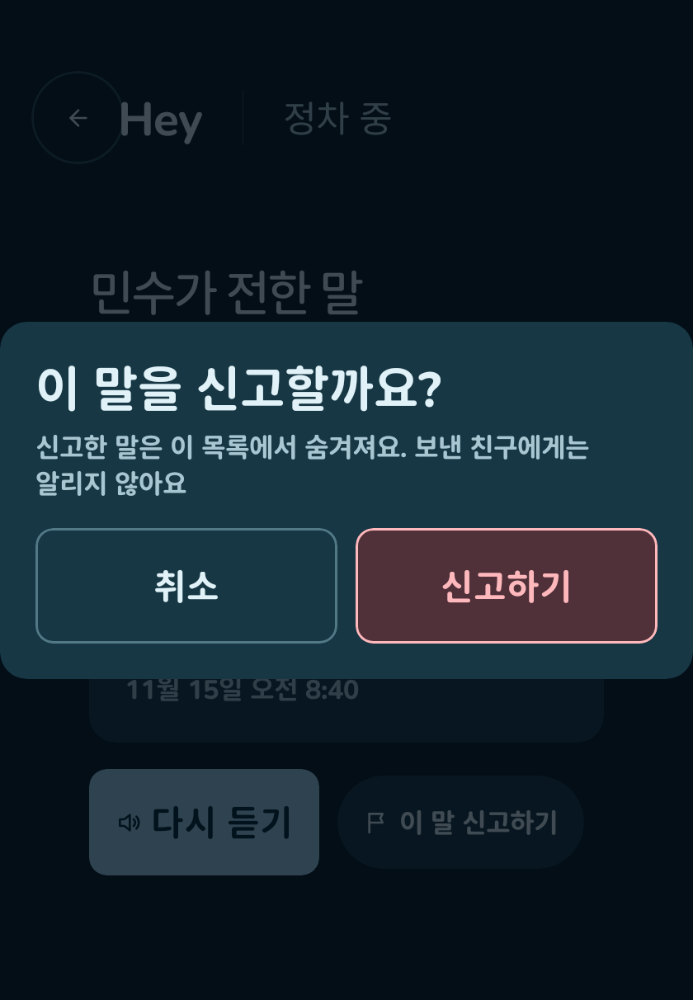 Hey
정차 중
민수가 전한 말
이 말을 신고할까요?
신고한 말은 이 목록에서 숨겨져요. 보낸 친구에게는
알리지 않아요
취소
신고하기
11월 15일 오전 8:40
다시 듣기
이 말 신고하기